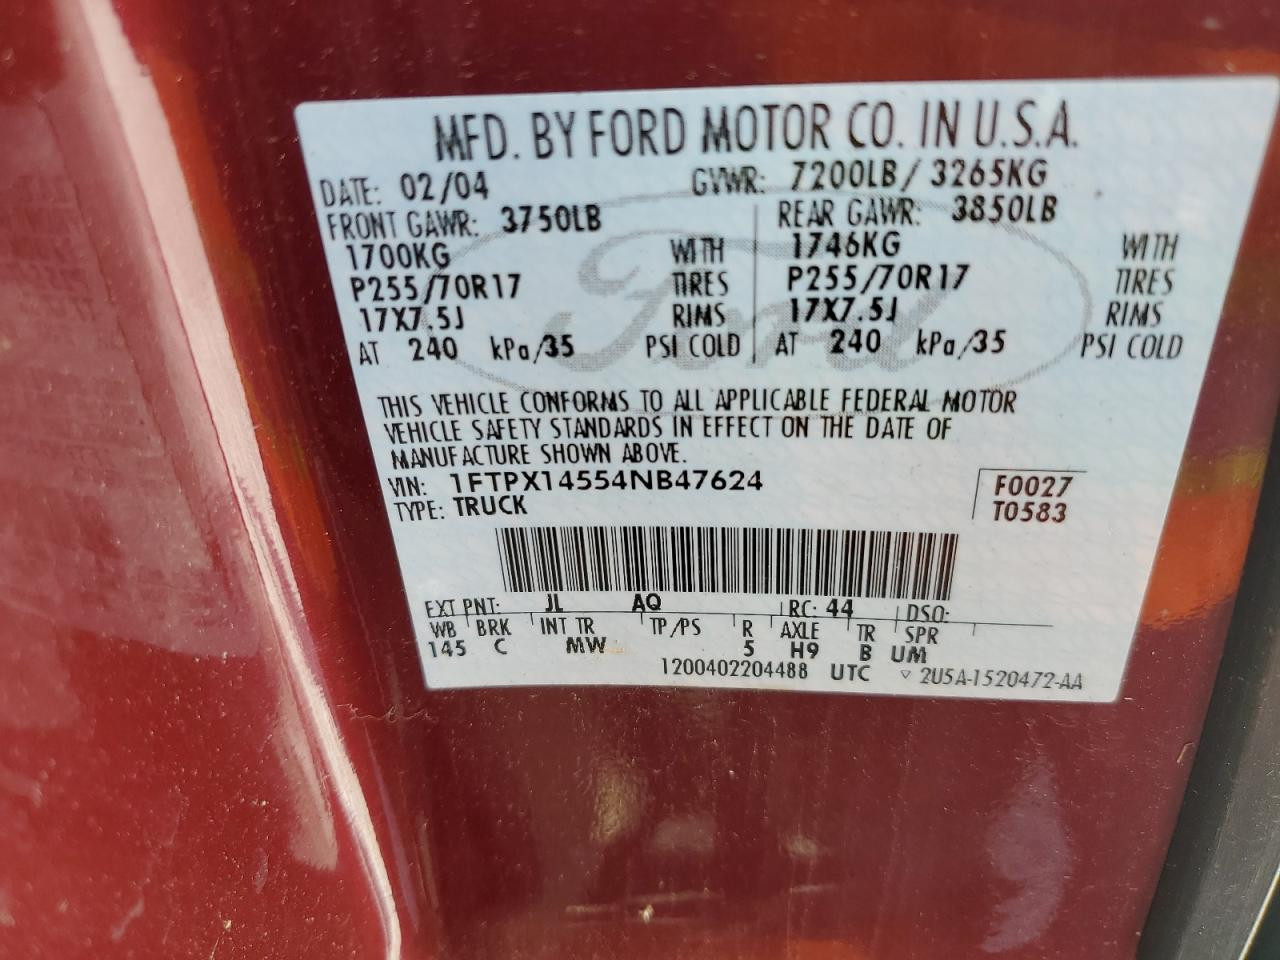 MFD. BY FORD MOTOR CO. IN U.S.A.
DATE: 02/04 GVWR: 7200LB / 3265KG
FRONT GAWR: 3750LB REAR GAWR: 3850LB
1700KG WITH 1746KG WITH
P255/70R17 TIRES P255/70R17 TIRES
17X7.5J RIMS 17X7.5J RIMS
AT 240 kPa/35 PSI COLD AT 240 kPa/35 PSI COLD
Ford
THIS VEHICLE CONFORMS TO ALL APPLICABLE FEDERAL MOTOR
VEHICLE SAFETY STANDARDS IN EFFECT ON THE DATE OF
MANUFACTURE SHOWN ABOVE.
VIN: 1FTPX14554NB47624 F0027
TYPE: TRUCK T0583
EXT PNT: JL AQ RC: 44 DSO:
WB BRK INT TR TP/PS R AXLE TR SPR
145 C MW 5 H9 B UM
1200402204488 UTC ▽ 2U5A-1520472-AA